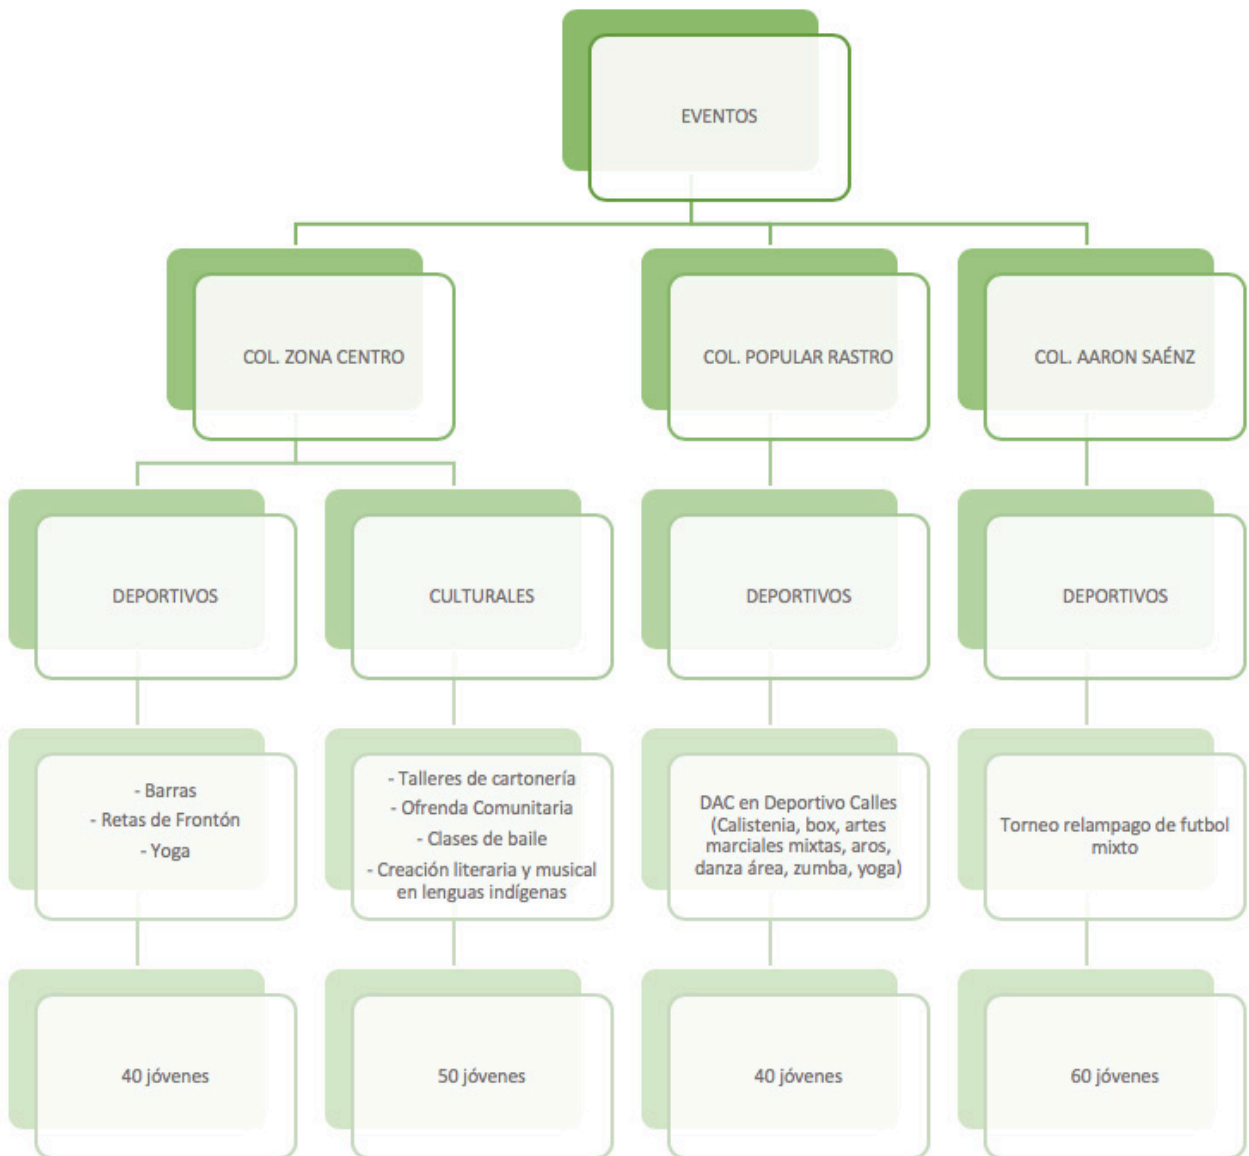 EVENTOS
COL. ZONA CENTRO
COL. POPULAR RASTRO
COL. AARON SAÉNZ
DEPORTIVOS
CULTURALES
DEPORTIVOS
DEPORTIVOS
- Barras
- Retas de Frontón
- Yoga
- Talleres de cartonería
- Ofrenda Comunitaria
- Clases de baile
- Creación literaria y musical
en lenguas indígenas
DAC en Deportivo Calles
(Calistenia, box, artes
marciales mixtas, aros,
danza área, zumba, yoga)
Torneo relampago de futbol
mixto
40 jóvenes
50 jóvenes
40 jóvenes
60 jóvenes